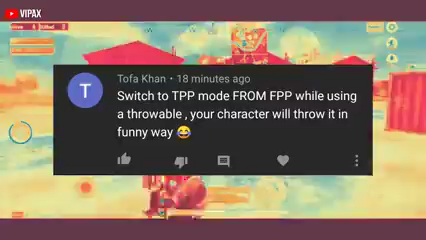 VIPAX
Tofa Khan • 18 minutes ago
T
Switch to TPP mode FROM FPP while using
a throwable , your character will throw it in
funny way 😂